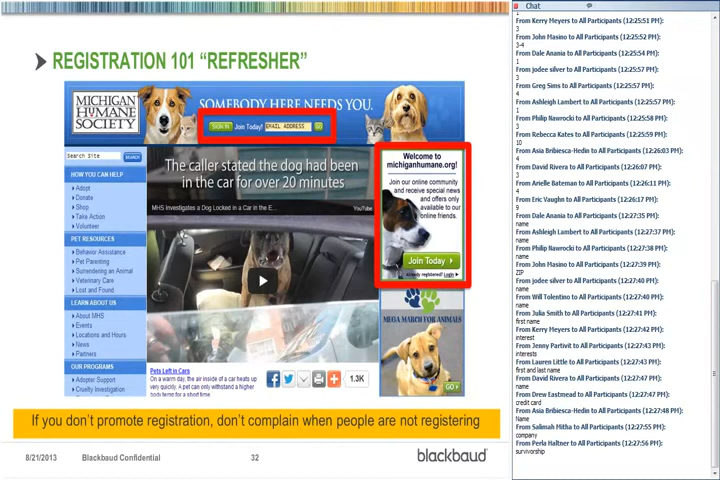 REGISTRATION 101 “REFRESHER”
MICHIGAN
HUMANE
SOCIETY
SOMEBODY HERE NEEDS YOU.
SIGN IN Join Today! EMAIL ADDRESS GO
Search Site SEARCH
HOW YOU CAN HELP
Adopt
Donate
Shop
Take Action
Volunteer
PET RESOURCES
Behavior Assistance
Pet Parenting
Surrendering an Animal
Veterinary Care
Lost and Found
LEARN ABOUT US
About MHS
Events
Locations and Hours
News
Partners
OUR PROGRAMS
Adopter Support
Cruelty Investigation
The caller stated the dog had been
in the car for over 20 minutes
MHS Investigates a Dog Locked in a Car in the E...
YouTube
Pets Left in Cars
On a warm day, the air inside of a car heats up
very quickly. A pet can only withstand a higher
body temp for a short time.
1.3K
Welcome to
michiganhumane.org!
Join our online community
and receive special news
and offers only
available to our
online friends.
Join Today
Already registered? Login
MEGA MARCH FOR ANIMALS
GO
If you don’t promote registration, don’t complain when people are not registering
8/21/2013 Blackbaud Confidential 32 blackbaud
Chat
From Kerry Meyers to All Participants (12:25:51 PM):
3
From John Masino to All Participants (12:25:52 PM):
3-4
From Dale Anania to All Participants (12:25:54 PM):
1
From jodee silver to All Participants (12:25:57 PM):
3
From Greg Sims to All Participants (12:25:57 PM):
4
From Ashleigh Lambert to All Participants (12:25:57 PM):
1
From Philip Nawrocki to All Participants (12:25:58 PM):
3
From Rebecca Kates to All Participants (12:25:59 PM):
10
From Asia Bribiesca-Hedin to All Participants (12:26:03 PM):
4
From David Rivera to All Participants (12:26:07 PM):
3
From Arielle Bateman to All Participants (12:26:11 PM):
4
From Eric Vaughn to All Participants (12:26:17 PM):
9
From Dale Anania to All Participants (12:27:35 PM):
name
From Ashleigh Lambert to All Participants (12:27:37 PM):
name
From Philip Nawrocki to All Participants (12:27:38 PM):
name
From John Masino to All Participants (12:27:39 PM):
ZIP
From jodee silver to All Participants (12:27:40 PM):
name
From Will Tolentino to All Participants (12:27:40 PM):
name
From Julia Smith to All Participants (12:27:41 PM):
first name
From Kerry Meyers to All Participants (12:27:42 PM):
interest
From Jenny Partivit to All Participants (12:27:43 PM):
interests
From Lauren Little to All Participants (12:27:43 PM):
first and last name
From David Rivera to All Participants (12:27:47 PM):
name
From Drew Eastmead to All Participants (12:27:47 PM):
credit card
From Asia Bribiesca-Hedin to All Participants (12:27:48 PM):
Name
From Salimah Mitha to All Participants (12:27:55 PM):
company
From Perla Haltner to All Participants (12:27:56 PM):
survivorship